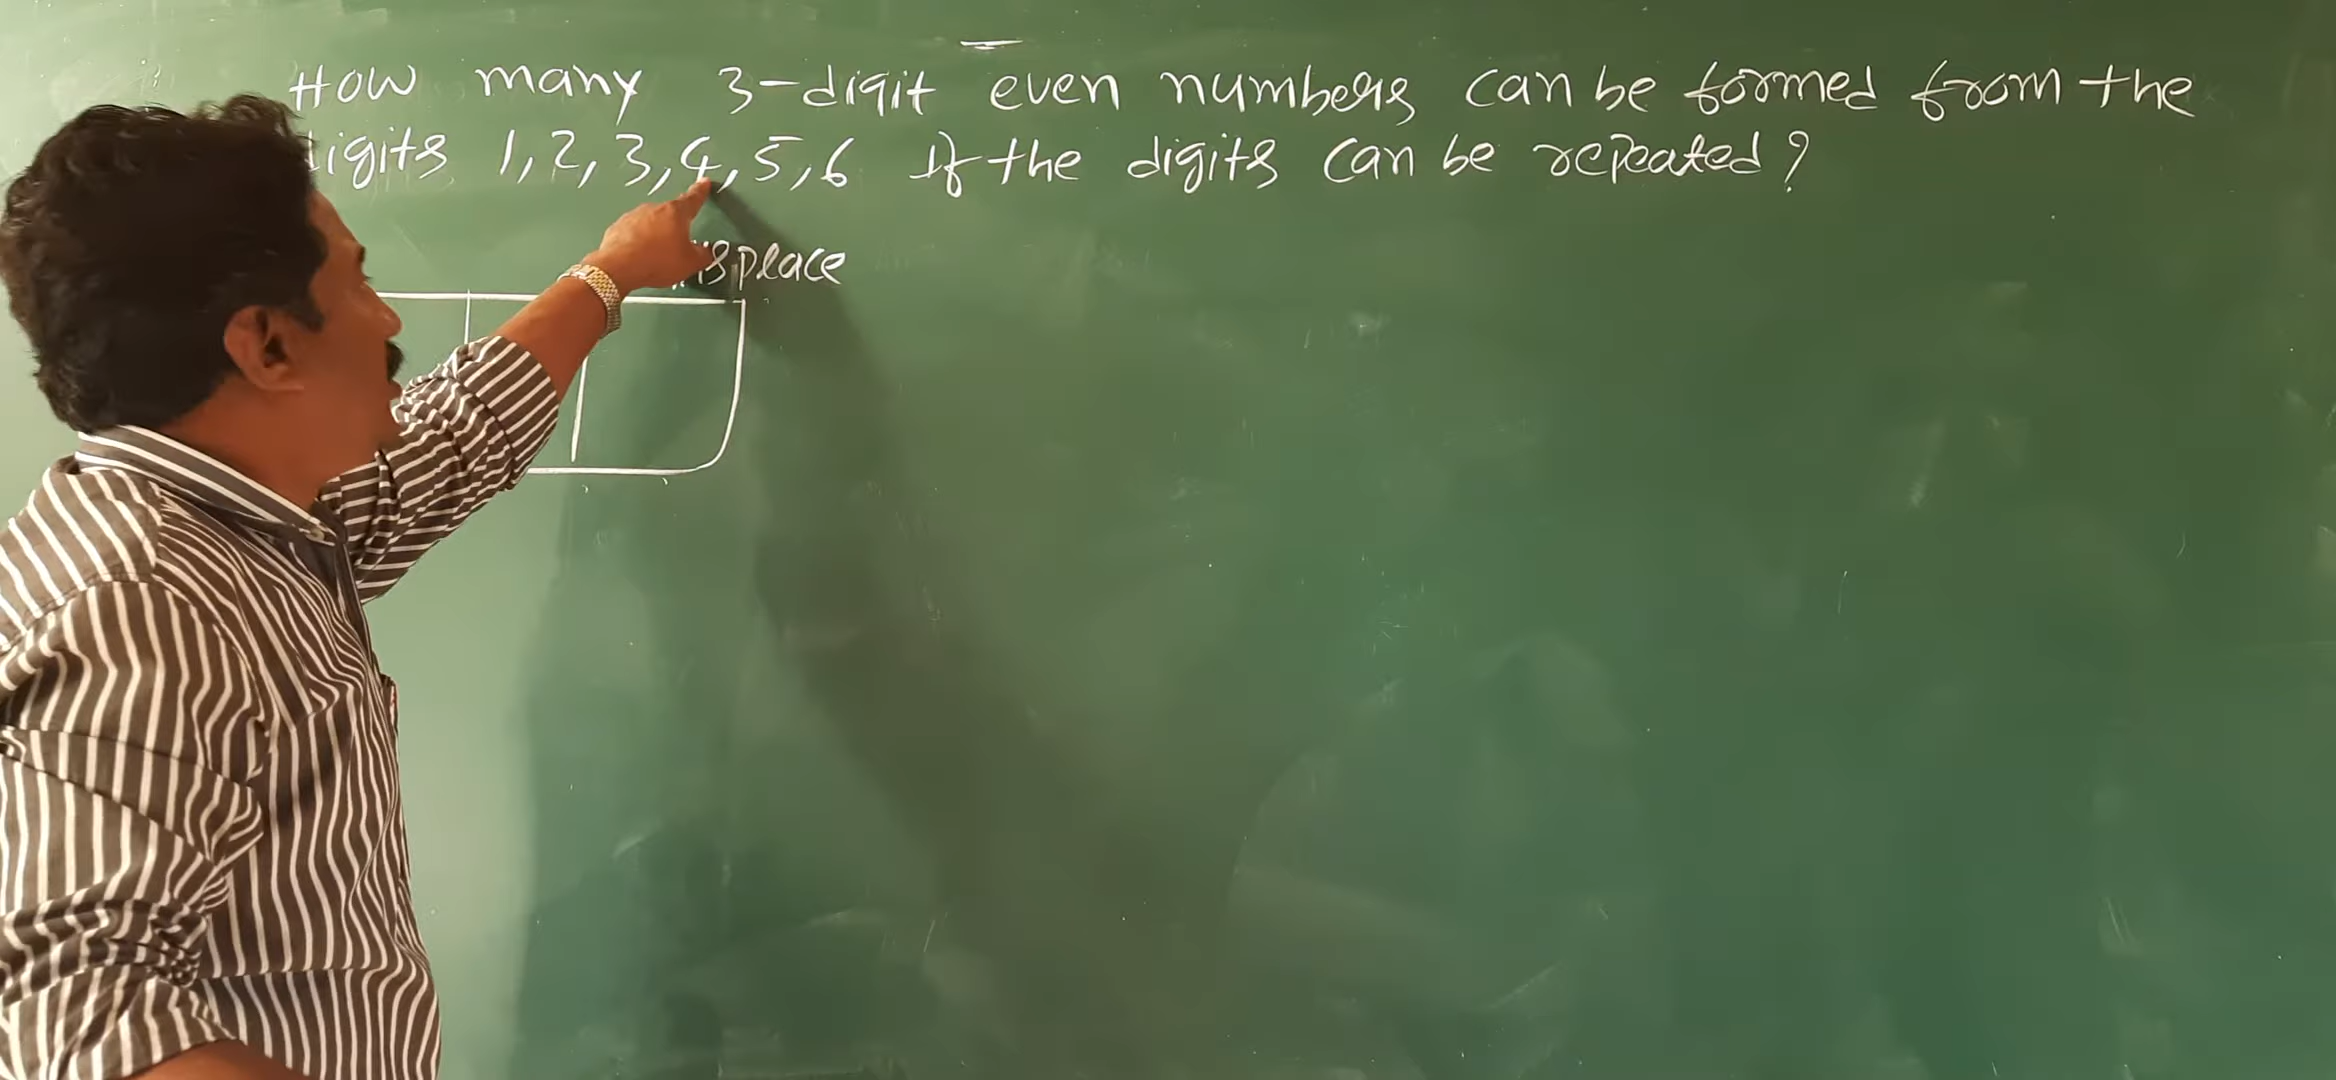 How many 3-digit even numbers can be formed from the
digits 1,2,3,4,5,6 If the digits can be repeated?
place